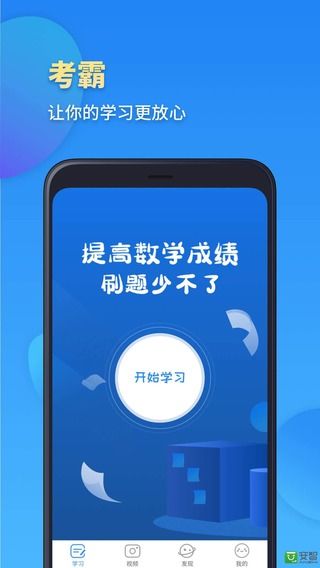 考霸
让你的学习更放心
提高数学成绩
刷题少不了
开始学习
学习 视频 发现 我的
安智